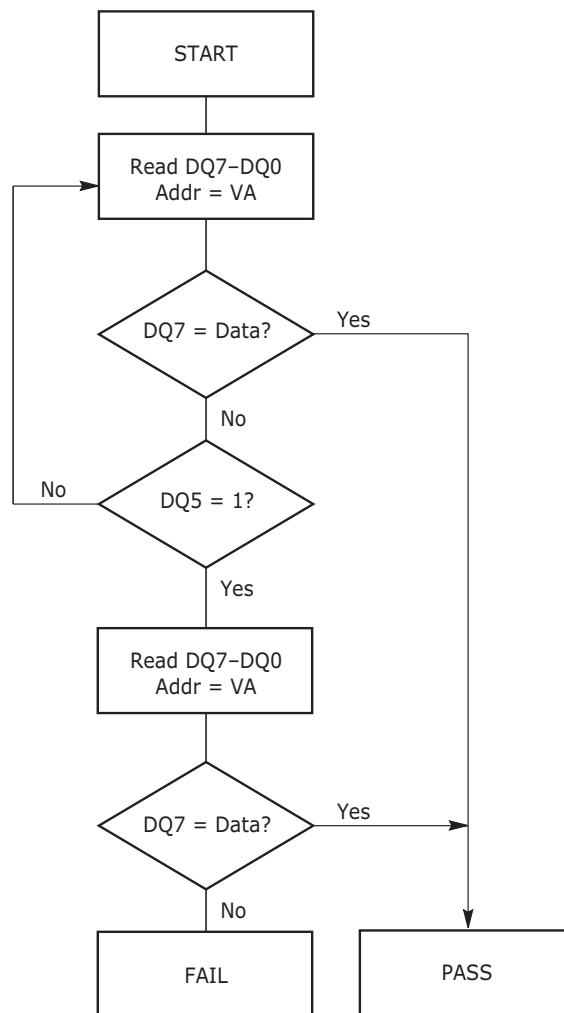 START
Read DQ7–DQ0
Addr = VA
DQ7 = Data?
Yes
No
No
DQ5 = 1?
Yes
Read DQ7–DQ0
Addr = VA
DQ7 = Data?
Yes
No
FAIL
PASS